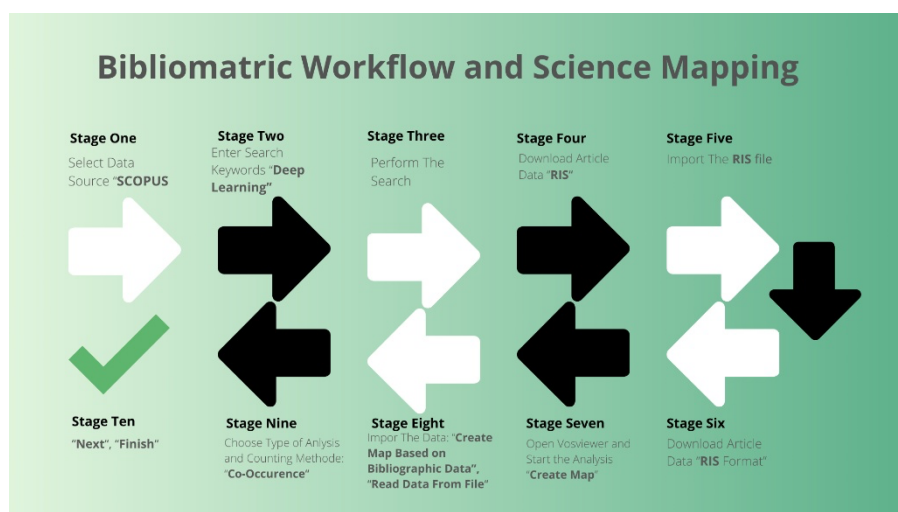 Bibliomatric Workflow and Science Mapping
Stage One
Select Data
Source "SCOPUS
Stage Two
Enter Search
Keywords "Deep
Learning"
Stage Three
Perform The
Search
Stage Four
Download Article
Data "RIS"
Stage Five
Import The RIS file
Stage Six
Download Article
Data "RIS Format"
Stage Seven
Open Vosviewer and
Start the Analysis
"Create Map"
Stage Eight
Impor The Data: "Create
Map Based on
Bibliographic Data",
"Read Data From File"
Stage Nine
Choose Type of Anlysis
and Counting Methode:
"Co-Occurence"
Stage Ten
"Next", "Finish"